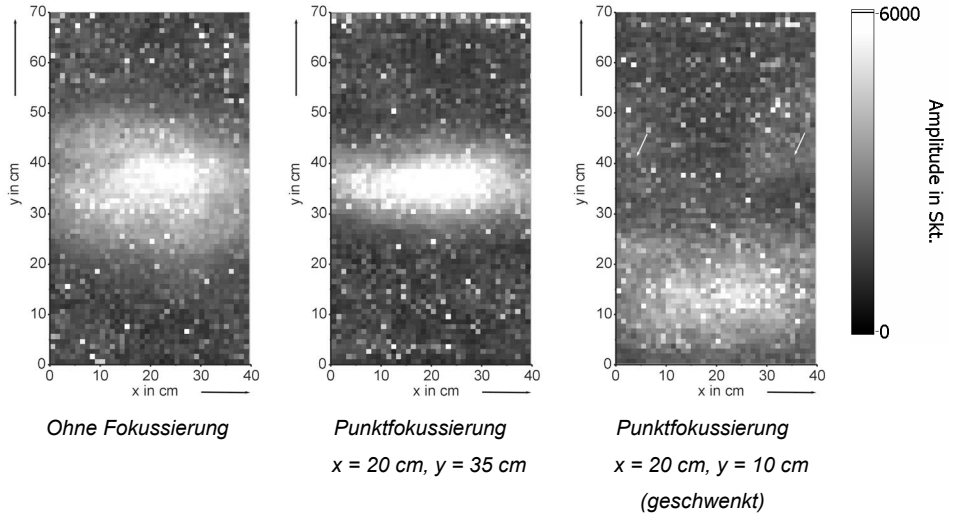 70
60
50
40
30
20
10
0
y in cm
0 10 20 30 40
x in cm
Ohne Fokussierung
70
60
50
40
30
20
10
0
y in cm
0 10 20 30 40
x in cm
Punktfokussierung
x = 20 cm, y = 35 cm
70
60
50
40
30
20
10
0
y in cm
0 10 20 30 40
x in cm
Punktfokussierung
x = 20 cm, y = 10 cm
(geschwenkt)
6000
0
Amplitude in Skt.